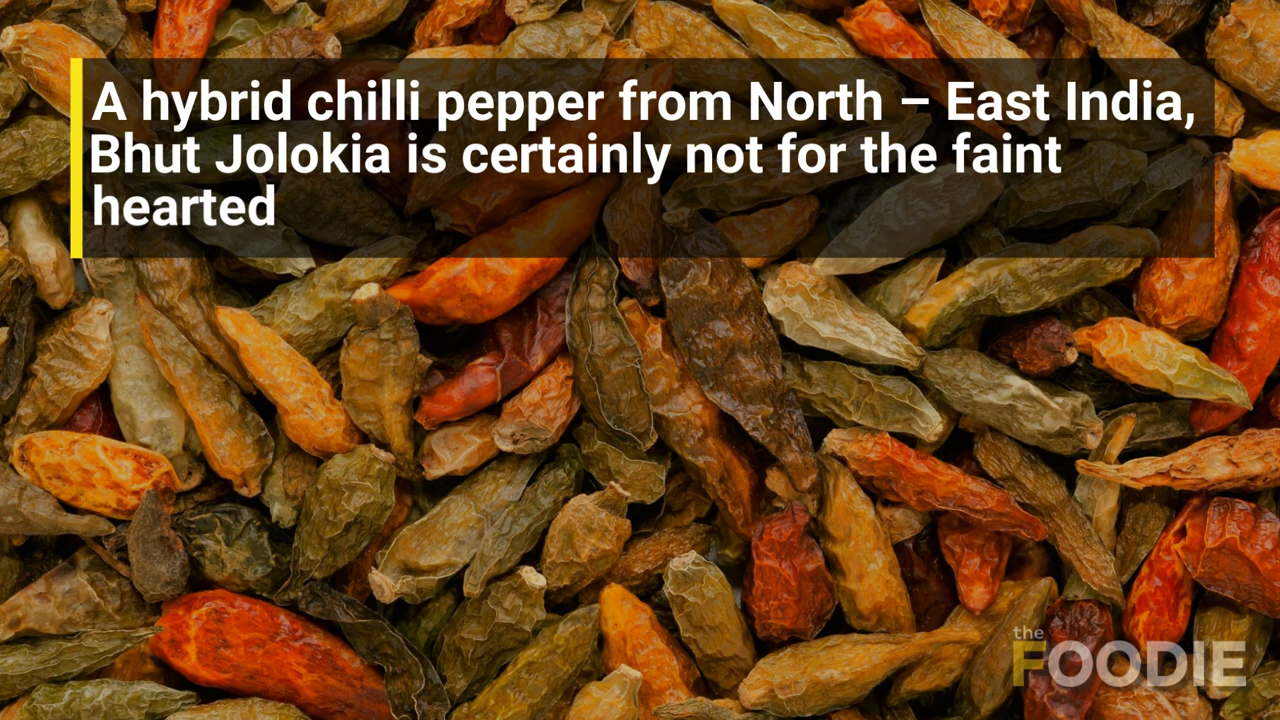 A hybrid chilli pepper from North – East India,
Bhut Jolokia is certainly not for the faint
hearted
the
FOODIE